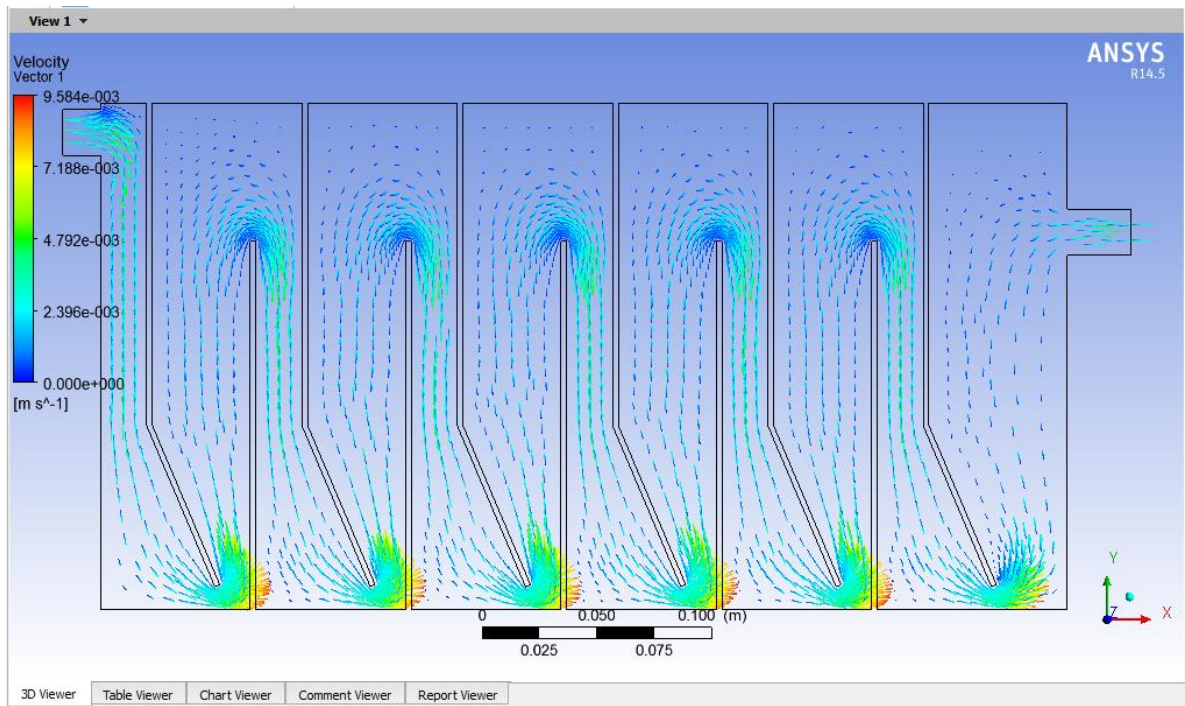 View 1
ANSYS
R14.5
Velocity
Vector 1
9.584e-003
7.188e-003
4.792e-003
2.396e-003
0.000e+000
[m s^-1]
0 0.050 0.100 (m)
0.025 0.075
Y
Z X
3D Viewer Table Viewer Chart Viewer Comment Viewer Report Viewer